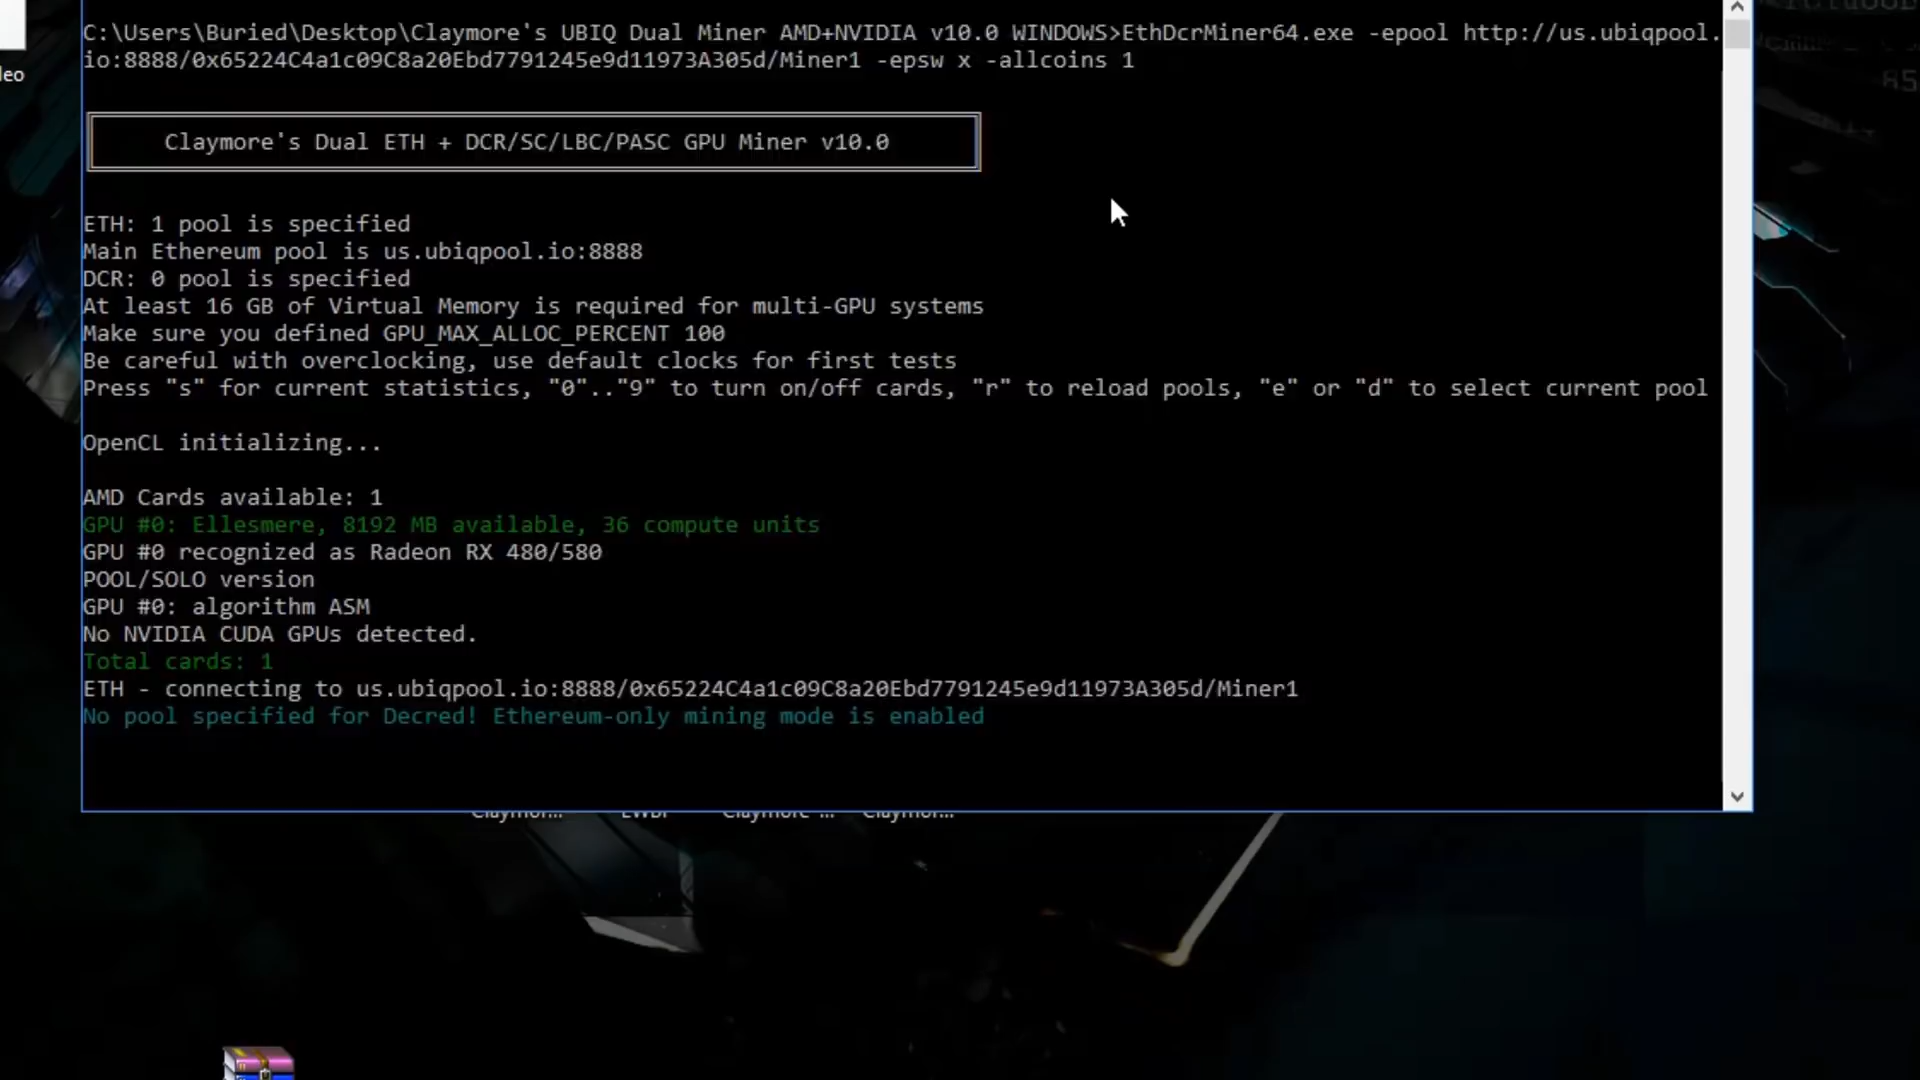 C:\Users\Buried\Desktop\Claymore's UBIQ Dual Miner AMD+NVIDIA v10.0 WINDOWS>EthDcrMiner64.exe -epool http://us.ubiqpool.
io:8888/0x65224C4a1c09C8a20Ebd7791245e9d11973A305d/Miner1 -epsw x -allcoins 1
Claymore's Dual ETH + DCR/SC/LBC/PASC GPU Miner v10.0
ETH: 1 pool is specified
Main Ethereum pool is us.ubiqpool.io:8888
DCR: 0 pool is specified
At least 16 GB of Virtual Memory is required for multi-GPU systems
Make sure you defined GPU_MAX_ALLOC_PERCENT 100
Be careful with overclocking, use default clocks for first tests
Press "s" for current statistics, "0".."9" to turn on/off cards, "r" to reload pools, "e" or "d" to select current pool
OpenCL initializing...
AMD Cards available: 1
GPU #0: Ellesmere, 8192 MB available, 36 compute units
GPU #0 recognized as Radeon RX 480/580
POOL/SOLO version
GPU #0: algorithm ASM
No NVIDIA CUDA GPUs detected.
Total cards: 1
ETH - connecting to us.ubiqpool.io:8888/0x65224C4a1c09C8a20Ebd7791245e9d11973A305d/Miner1
No pool specified for Decred! Ethereum-only mining mode is enabled
Claymor... EWBF Claymore ... Claymor...